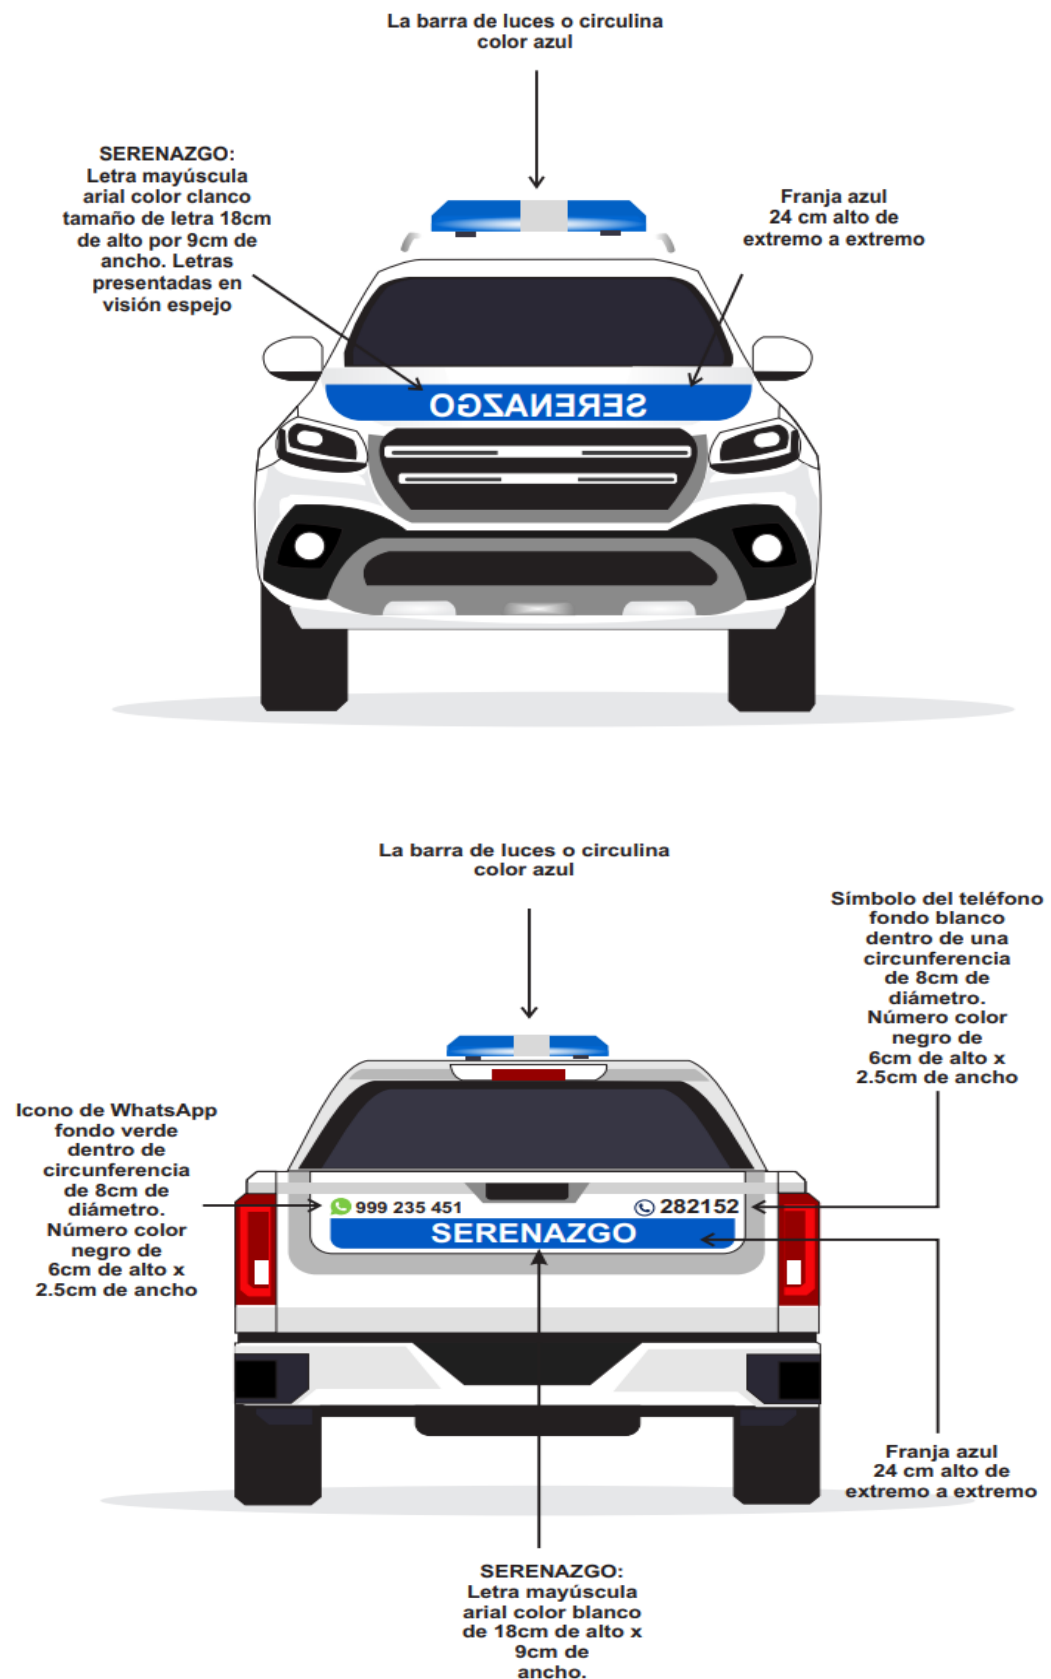 La barra de luces o circulina
color azul
SERENAZGO:
Letra mayúscula
arial color clanco
tamaño de letra 18cm
de alto por 9cm de
ancho. Letras
presentadas en
visión espejo
Franja azul
24 cm alto de
extremo a extremo
SERENAZGO
La barra de luces o circulina
color azul
Símbolo del teléfono
fondo blanco
dentro de una
circunferencia
de 8cm de
diámetro.
Número color
negro de
6cm de alto x
2.5cm de ancho
Icono de WhatsApp
fondo verde
dentro de
circunferencia
de 8cm de
diámetro.
Número color
negro de
6cm de alto x
2.5cm de ancho
999 235 451
282152
SERENAZGO
Franja azul
24 cm alto de
extremo a extremo
SERENAZGO:
Letra mayúscula
arial color blanco
de 18cm de alto x
9cm de
ancho.